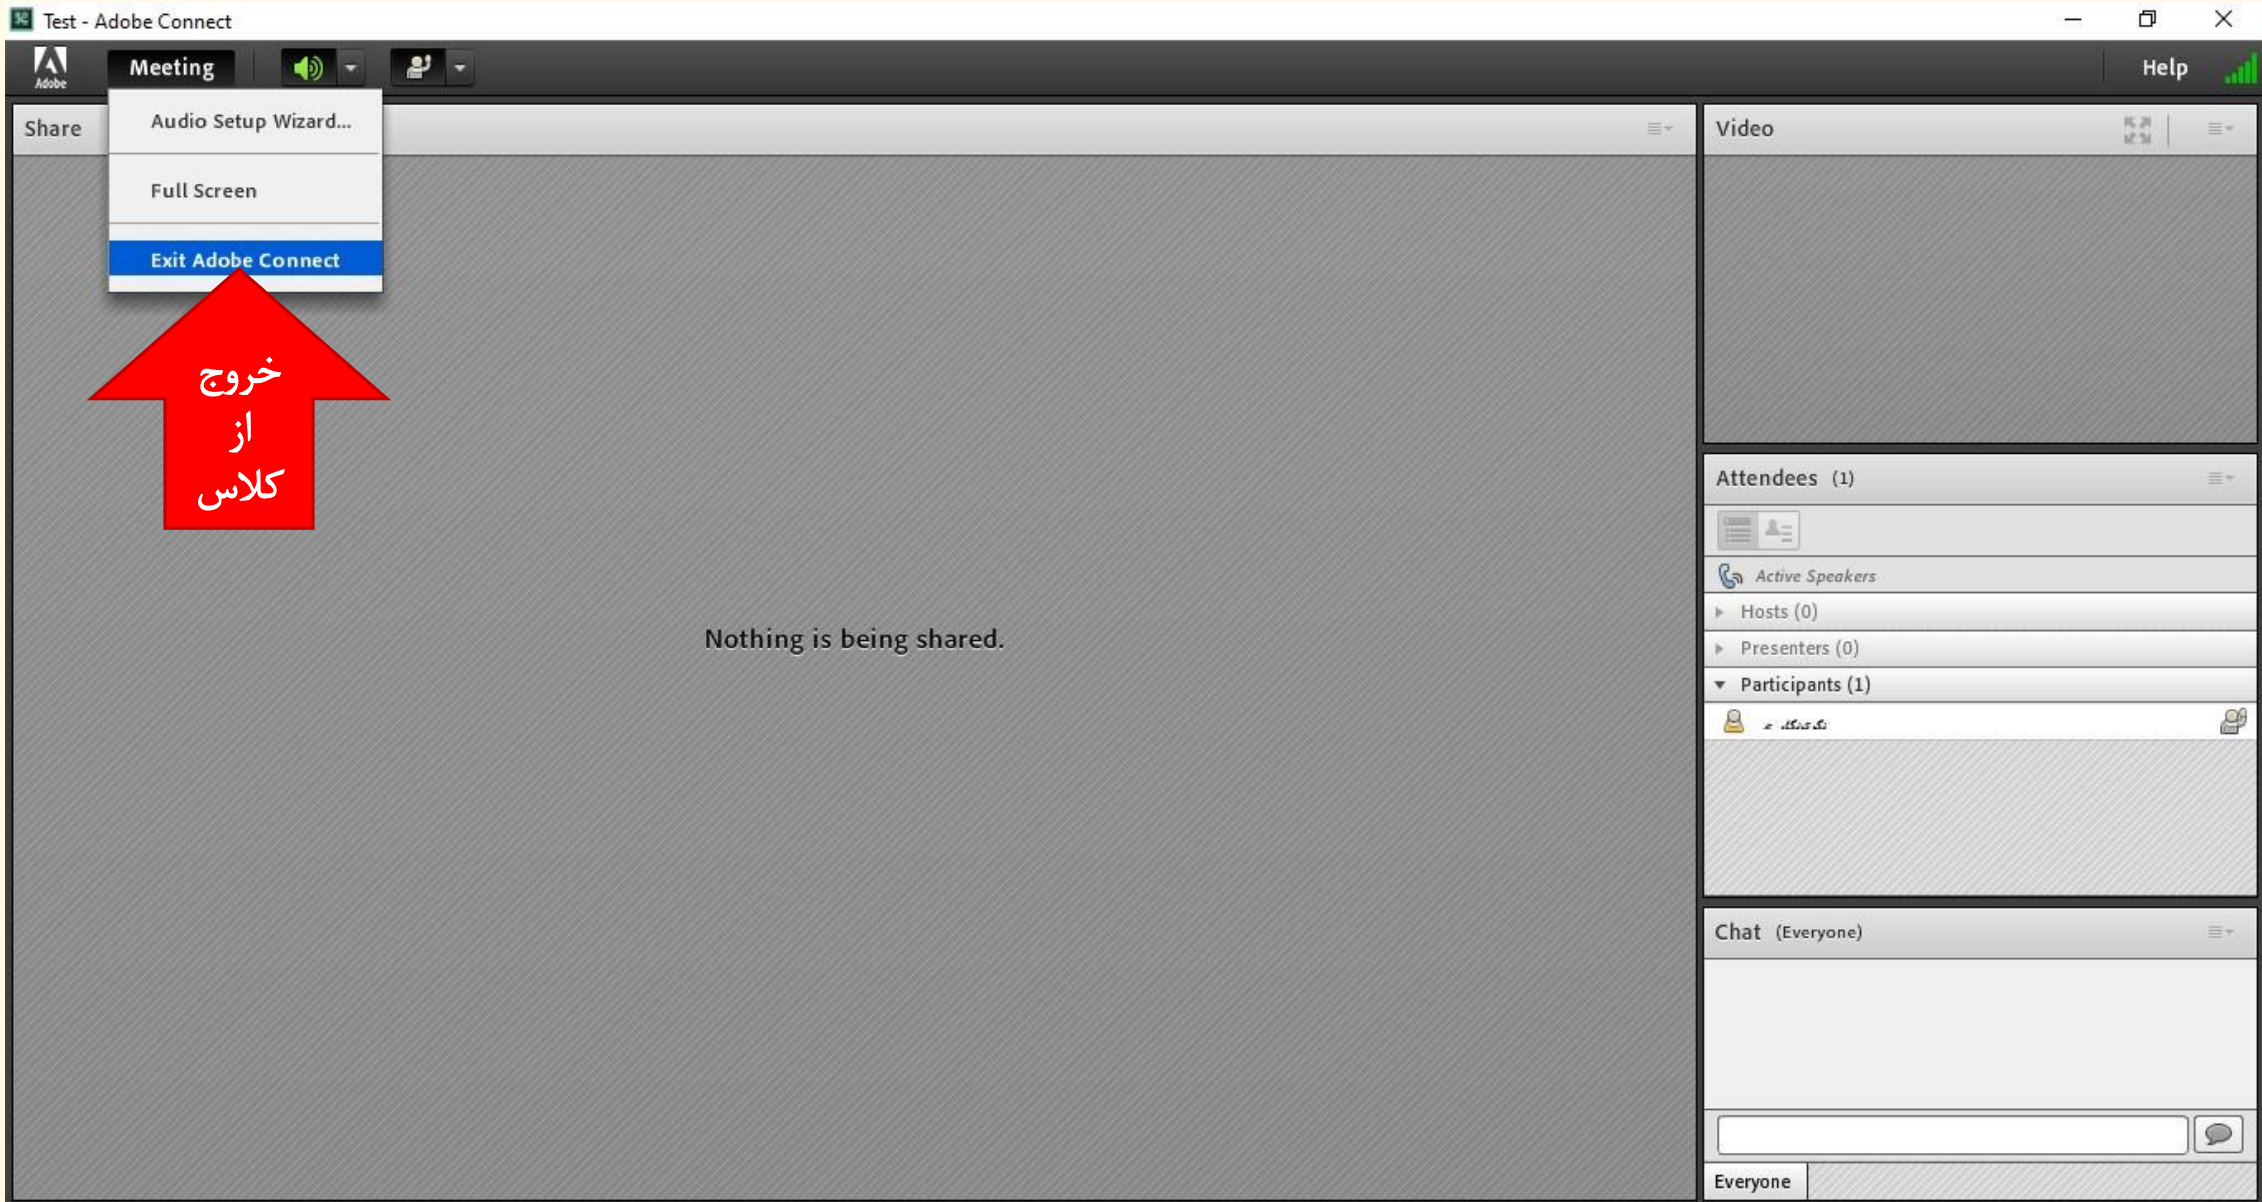 Test - Adobe Connect
Adobe
Meeting
Help
Share
Audio Setup Wizard...
Full Screen
Exit Adobe Connect
خروج
از
کلاس
Nothing is being shared.
Video
Attendees (1)
Active Speakers
Hosts (0)
Presenters (0)
Participants (1)
Chat (Everyone)
Everyone